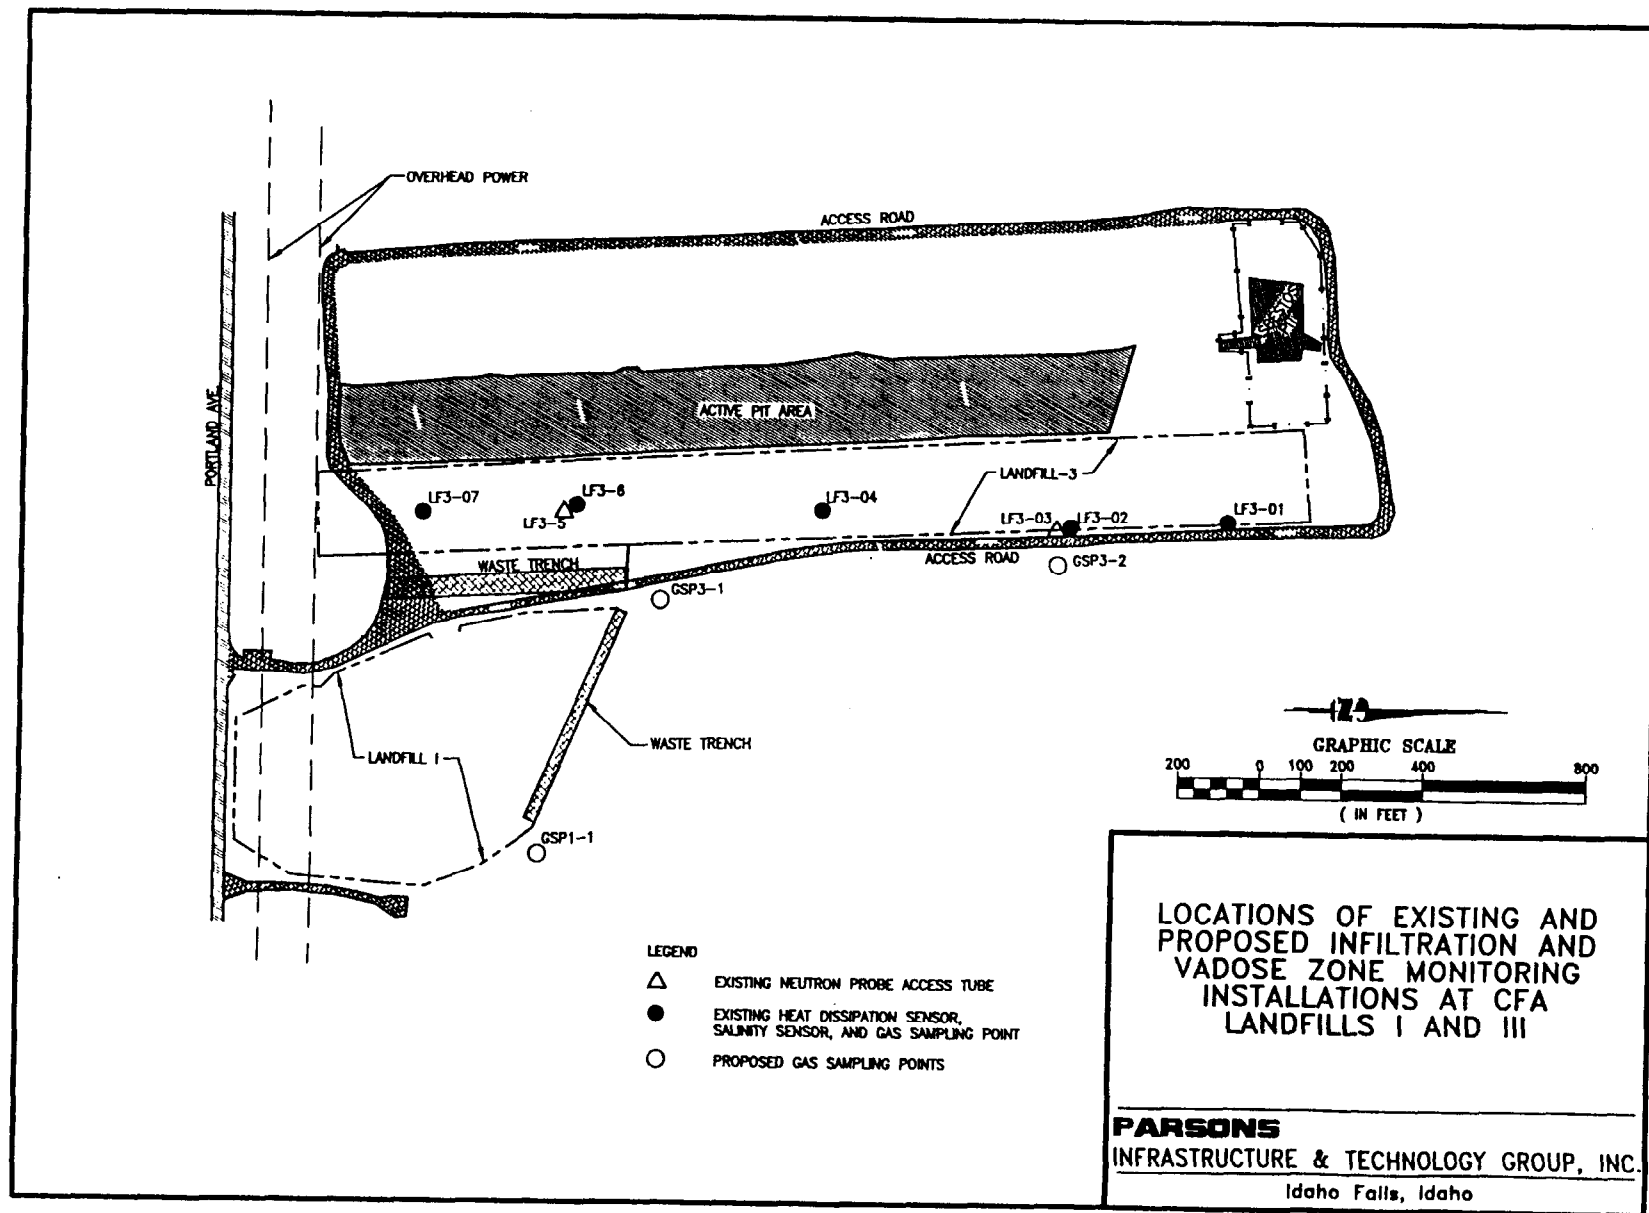 OVERHEAD POWER
ACCESS ROAD
PORTLAND AVE
ACTIVE PIT AREA
LANDFILL-3
LF3-07
LF3-6
LF3-5
LF3-04
LF3-03
LF3-02
LF3-01
WASTE TRENCH
ACCESS ROAD
GSP3-2
GSP3-1
LANDFILL I
WASTE TRENCH
GSP1-1
GRAPHIC SCALE
200 0 100 200 400 800
( IN FEET )
LEGEND
EXISTING NEUTRON PROBE ACCESS TUBE
EXISTING HEAT DISSIPATION SENSOR,
SALINITY SENSOR, AND GAS SAMPLING POINT
PROPOSED GAS SAMPLING POINTS
LOCATIONS OF EXISTING AND
PROPOSED INFILTRATION AND
VADOSE ZONE MONITORING
INSTALLATIONS AT CFA
LANDFILLS I AND III
PARSONS
INFRASTRUCTURE & TECHNOLOGY GROUP, INC.
Idaho Falls, Idaho